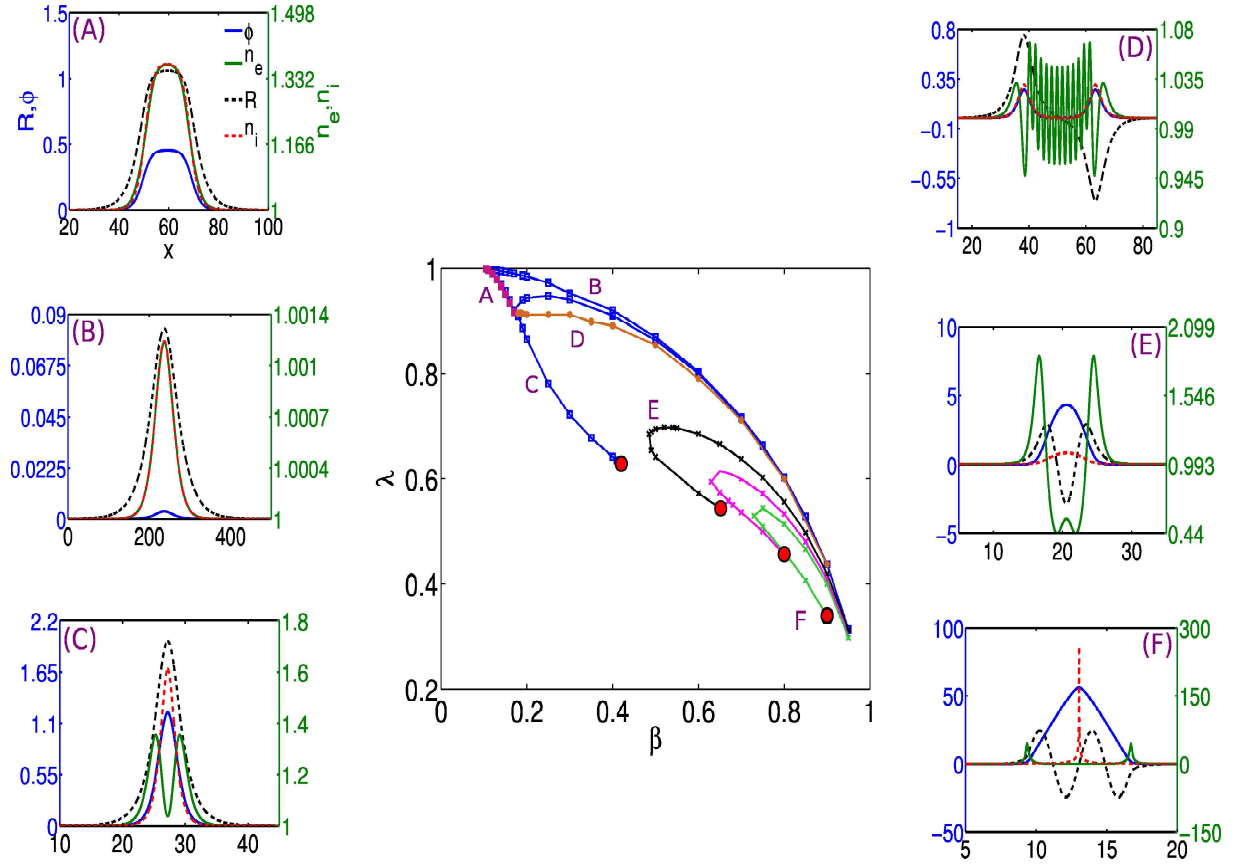 (A)
1.5
1
0.5
0
R,ϕ
1.498
1.332
1.166
1
n_e,n_i
ϕ
n_e
R
n_i
20 40 60 80 100
x
(B)
0.09
0.0675
0.045
0.0225
0
1.0014
1.001
1.0007
1.0004
1
0 200 400
(C)
2.2
1.65
1.1
0.55
0
1.8
1.6
1.4
1.2
1
10 20 30 40
1
0.8
0.6
0.4
0.2
λ
0.2 0.4 0.6 0.8 1
β
A
B
C
D
E
F
(D)
0.8
0.35
−0.1
−0.55
−1
1.08
1.035
0.99
0.945
0.9
20 40 60 80
(E)
10
5
0
−5
2.099
1.546
0.993
0.44
10 20 30
(F)
100
50
0
−50
300
150
0
−150
5 10 15 20